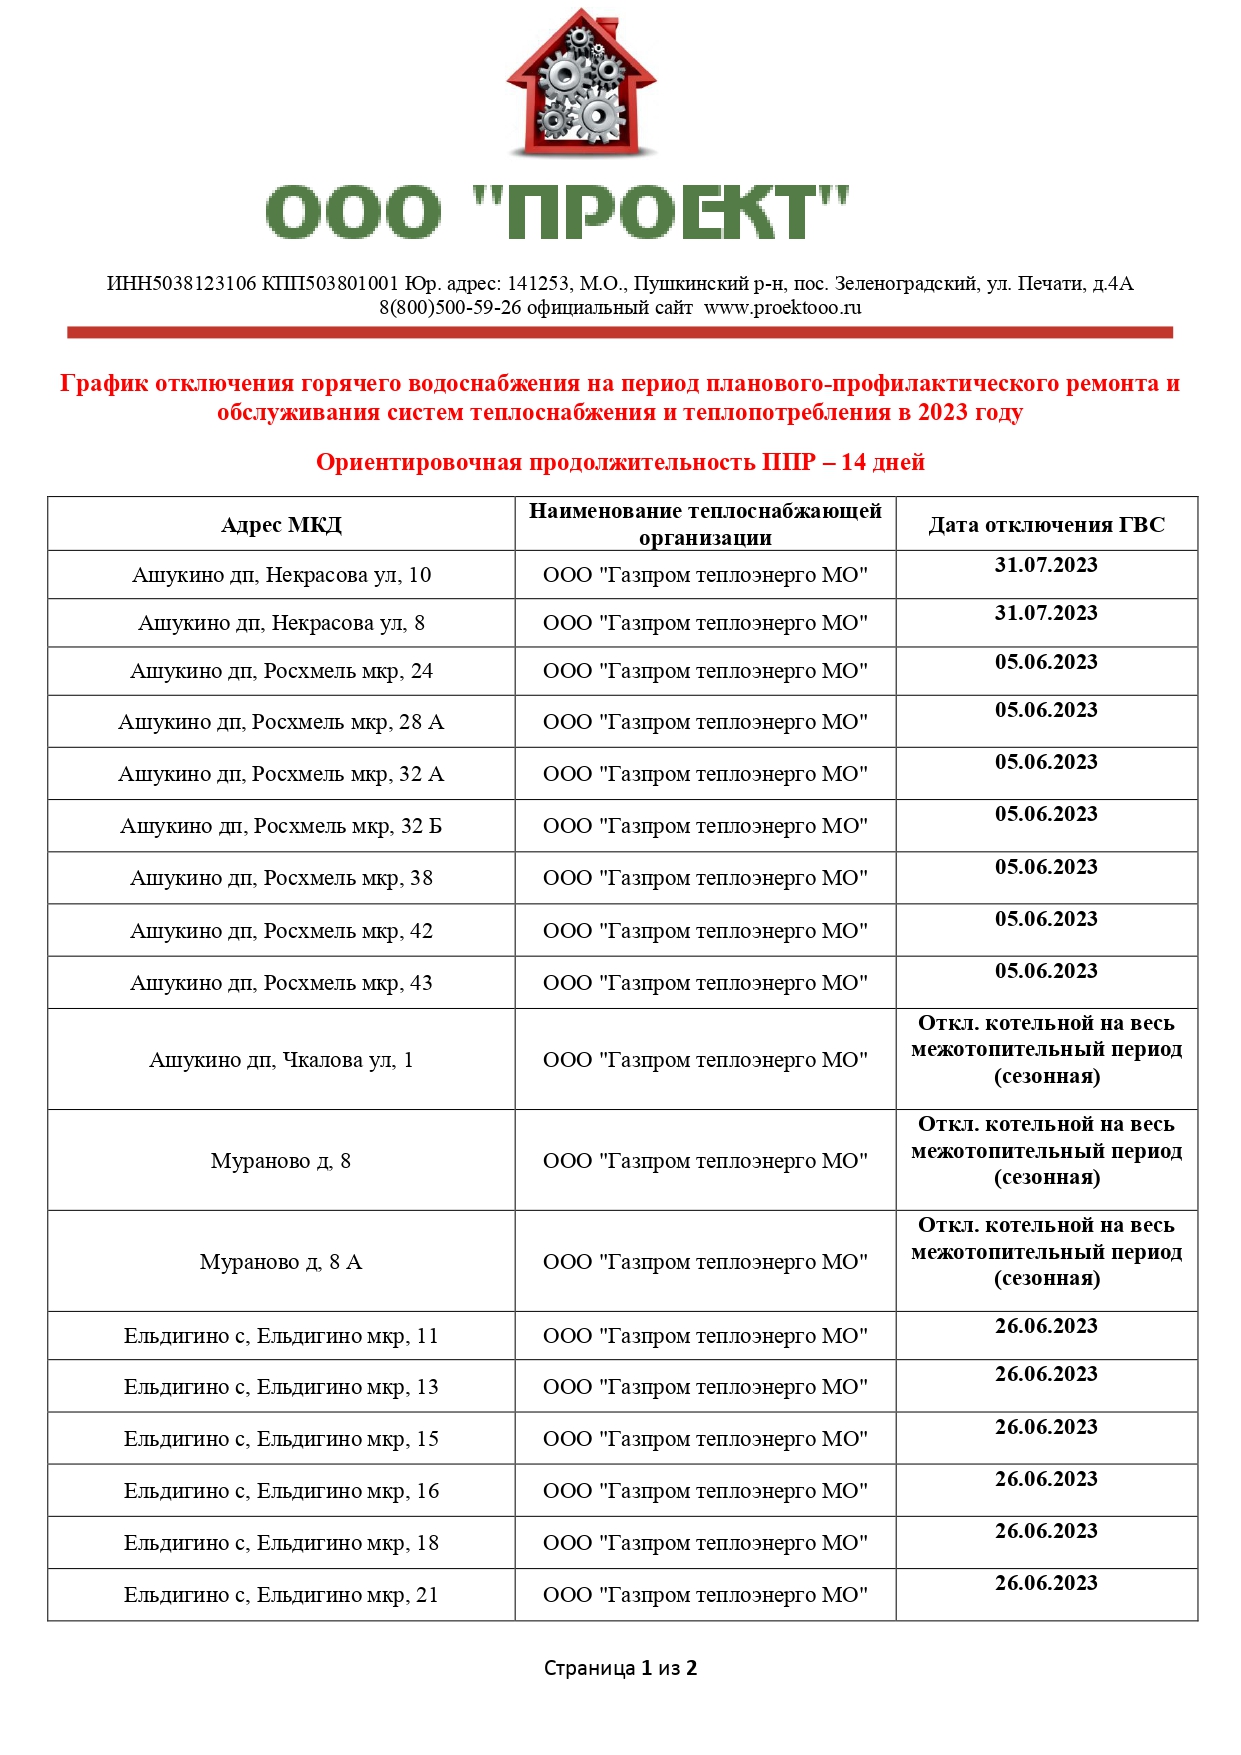 ООО "ПРОЕКТ"
ИНН5038123106 КПП503801001 Юр. адрес: 141253, М.О., Пушкинский р-н, пос. Зеленоградский, ул. Печати, д.4А
8(800)500-59-26 официальный сайт www.proektooo.ru
График отключения горячего водоснабжения на период планового-профилактического ремонта и
обслуживания систем теплоснабжения и теплопотребления в 2023 году
Ориентировочная продолжительность ППР – 14 дней
Адрес МКД Наименование теплоснабжающей организации Дата отключения ГВС
Ашукино дп, Некрасова ул, 10 ООО "Газпром теплоэнерго МО" 31.07.2023
Ашукино дп, Некрасова ул, 8 ООО "Газпром теплоэнерго МО" 31.07.2023
Ашукино дп, Росхмель мкр, 24 ООО "Газпром теплоэнерго МО" 05.06.2023
Ашукино дп, Росхмель мкр, 28 А ООО "Газпром теплоэнерго МО" 05.06.2023
Ашукино дп, Росхмель мкр, 32 А ООО "Газпром теплоэнерго МО" 05.06.2023
Ашукино дп, Росхмель мкр, 32 Б ООО "Газпром теплоэнерго МО" 05.06.2023
Ашукино дп, Росхмель мкр, 38 ООО "Газпром теплоэнерго МО" 05.06.2023
Ашукино дп, Росхмель мкр, 42 ООО "Газпром теплоэнерго МО" 05.06.2023
Ашукино дп, Росхмель мкр, 43 ООО "Газпром теплоэнерго МО" 05.06.2023
Ашукино дп, Чкалова ул, 1 ООО "Газпром теплоэнерго МО" Откл. котельной на весь
межотопительный период
(сезонная)
Мураново д, 8 ООО "Газпром теплоэнерго МО" Откл. котельной на весь
межотопительный период
(сезонная)
Мураново д, 8 А ООО "Газпром теплоэнерго МО" Откл. котельной на весь
межотопительный период
(сезонная)
Ельдигино с, Ельдигино мкр, 11 ООО "Газпром теплоэнерго МО" 26.06.2023
Ельдигино с, Ельдигино мкр, 13 ООО "Газпром теплоэнерго МО" 26.06.2023
Ельдигино с, Ельдигино мкр, 15 ООО "Газпром теплоэнерго МО" 26.06.2023
Ельдигино с, Ельдигино мкр, 16 ООО "Газпром теплоэнерго МО" 26.06.2023
Ельдигино с, Ельдигино мкр, 18 ООО "Газпром теплоэнерго МО" 26.06.2023
Ельдигино с, Ельдигино мкр, 21 ООО "Газпром теплоэнерго МО" 26.06.2023
Страница 1 из 2